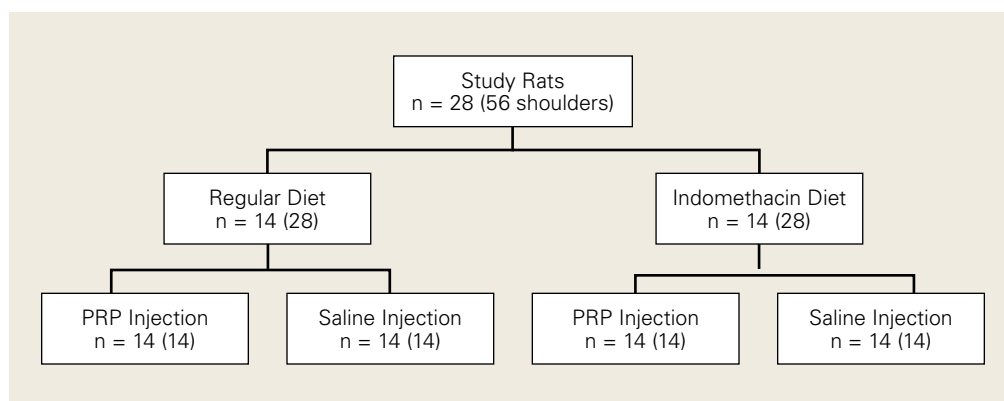 Study Rats
n = 28 (56 shoulders)
Regular Diet
n = 14 (28)
Indomethacin Diet
n = 14 (28)
PRP Injection
n = 14 (14)
Saline Injection
n = 14 (14)
PRP Injection
n = 14 (14)
Saline Injection
n = 14 (14)